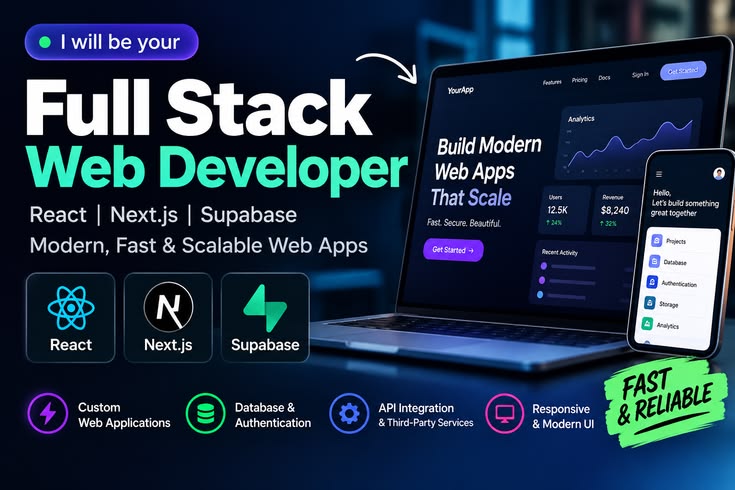 I will be your
Full Stack
Web Developer
React | Next.js | Supabase
Modern, Fast & Scalable Web Apps
React
Next.js
Supabase
Custom
Web Applications
Database &
Authentication
API Integration
& Third-Party Services
Responsive
& Modern UI
FAST
& RELIABLE
YourApp
Features
Pricing
Docs
Sign In
Get Started
Build Modern
Web Apps
That Scale
Fast. Secure. Beautiful.
Get Started →
Analytics
Users
12.5K
↑ 24%
Revenue
$8,240
↑ 32%
Recent Activity
Hello,
Let's build something
great together
Projects
Database
Authentication
Storage
Analytics